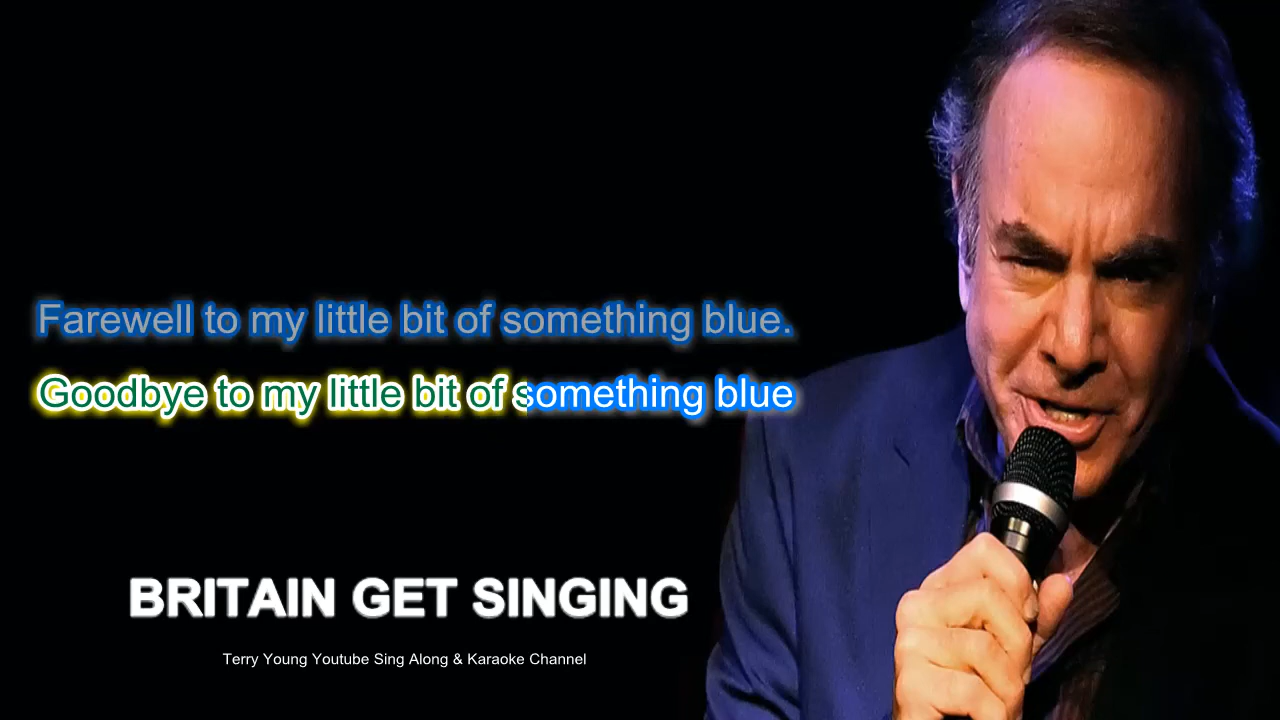 Farewell to my little bit of something blue.
Goodbye to my little bit of something blue
BRITAIN GET SINGING
Terry Young Youtube Sing Along & Karaoke Channel